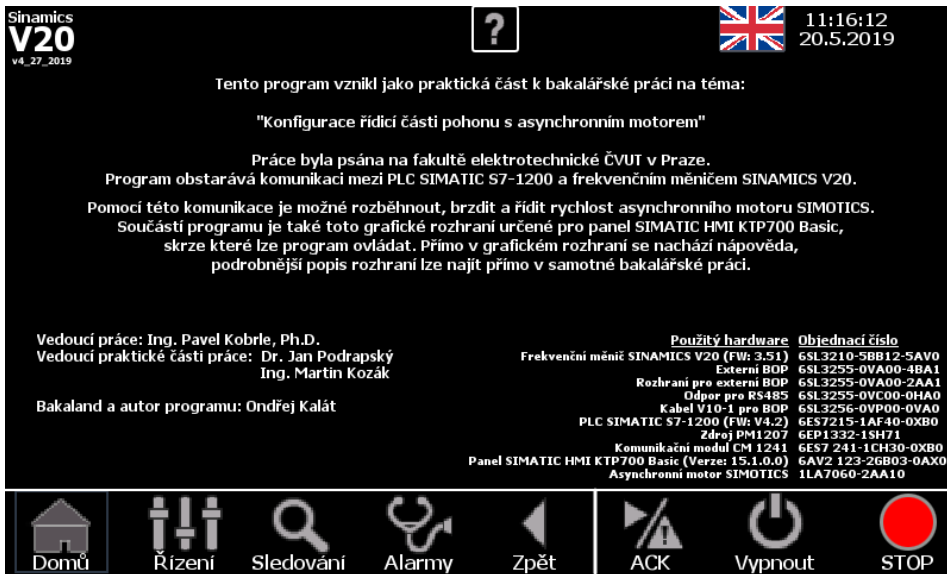 Sinamics
V20
v4_27_2019
?
11:16:12
20.5.2019
Tento program vznikl jako praktická část k bakalářské práci na téma:
"Konfigurace řídicí části pohonu s asynchronním motorem"
Práce byla psána na fakultě elektrotechnické ČVUT v Praze.
Program obstarává komunikaci mezi PLC SIMATIC S7-1200 a frekvenčním měničem SINAMICS V20.
Pomocí této komunikace je možné rozběhnout, brzdit a řídit rychlost asynchronního motoru SIMOTICS.
Součástí programu je také toto grafické rozhraní určené pro panel SIMATIC HMI KTP700 Basic,
skrze které lze program ovládat. Přímo v grafickém rozhraní se nachází nápověda,
podrobnější popis rozhraní lze najít přímo v samotné bakalářské práci.
Vedoucí práce: Ing. Pavel Kobrle, Ph.D.
Vedoucí praktické části práce: Dr. Jan Podrapský
Ing. Martin Kozák
Bakaland a autor programu: Ondřej Kalát
Použitý hardware Objednací číslo
Frekvenční měnič SINAMICS V20 (FW: 3.51) 6SL3210-5BB12-5AV0
Externí BOP 6SL3255-0VA00-4BA1
Rozhraní pro externí BOP 6SL3255-0VA00-2AA1
Odpor pro RS485 6SL3255-0VC00-0HA0
Kabel V10-1 pro BOP 6SL3256-0VP00-0VA0
PLC SIMATIC S7-1200 (FW: V4.2) 6ES7215-1AF40-0XB0
Zdroj PM1207 6EP1332-1SH71
Komunikační modul CM 1241 6ES7 241-1CH30-0XB0
Panel SIMATIC HMI KTP700 Basic (Verze: 15.1.0.0) 6AV2 123-2GB03-0AX0
Asynchronní motor SIMOTICS 1LA7060-2AA10
Domů Řízení Sledování Alarmy Zpět ACK Vypnout STOP